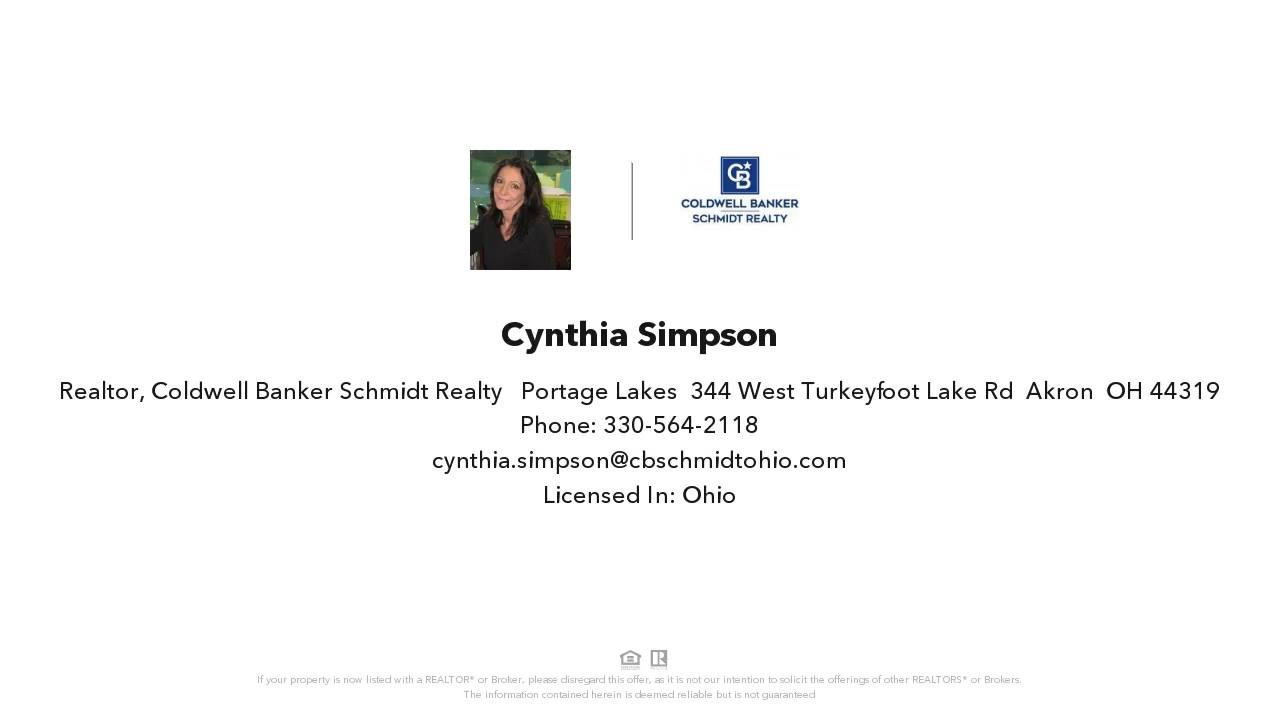 CB
COLDWELL BANKER
SCHMIDT REALTY
Cynthia Simpson
Realtor, Coldwell Banker Schmidt Realty   Portage Lakes  344 West Turkeyfoot Lake Rd  Akron  OH 44319
Phone: 330-564-2118
cynthia.simpson@cbschmidtohio.com
Licensed In: Ohio
If your property is now listed with a REALTOR® or Broker, please disregard this offer, as it is not our intention to solicit the offerings of other REALTORS® or Brokers.
The information contained herein is deemed reliable but is not guaranteed